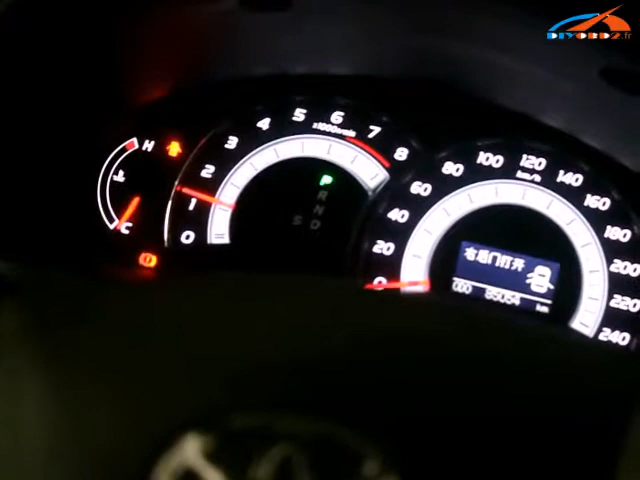 DIYOBD2.fr
H
C
0 1 2 3 4 5 6 7 8
x1000r/min
P
R
N
S D
0 20 40 60 80 100 120 140 160 180 200 220 240
km/h
右后门打开
ODO 85054 km